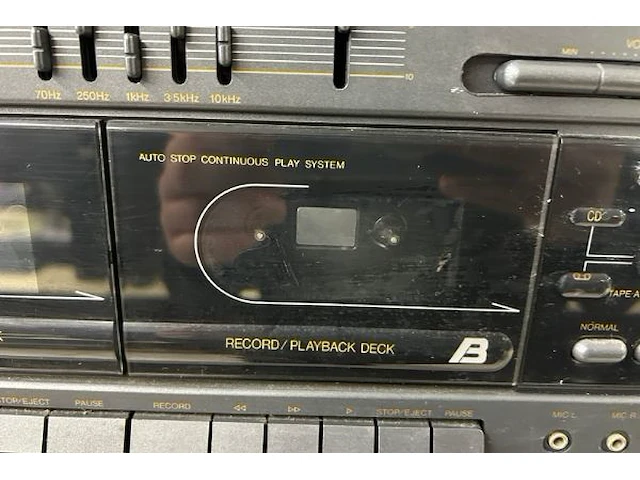 VO
MIN
10
70Hz 250Hz 1kHz 3.5kHz 10kHz
AUTO STOP CONTINUOUS PLAY SYSTEM
CD
TAPE A
NORMAL
RECORD/PLAYBACK DECK B
STOP/EJECT PAUSE RECORD ◁◁ ▷▷ ▷ STOP/EJECT PAUSE
MIC L MIC R